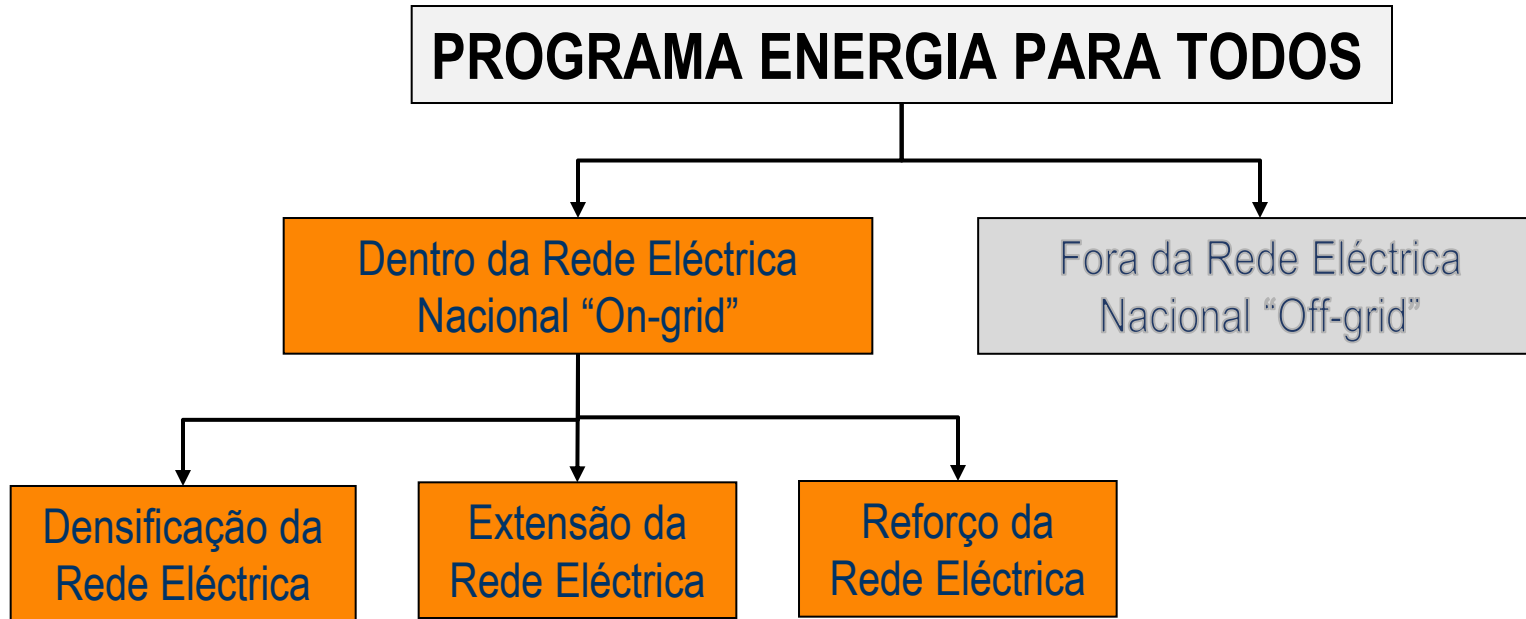 PROGRAMA ENERGIA PARA TODOS
Dentro da Rede Eléctrica
Nacional “On-grid”
Fora da Rede Eléctrica
Nacional “Off-grid”
Densificação da
Rede Eléctrica
Extensão da
Rede Eléctrica
Reforço da
Rede Eléctrica